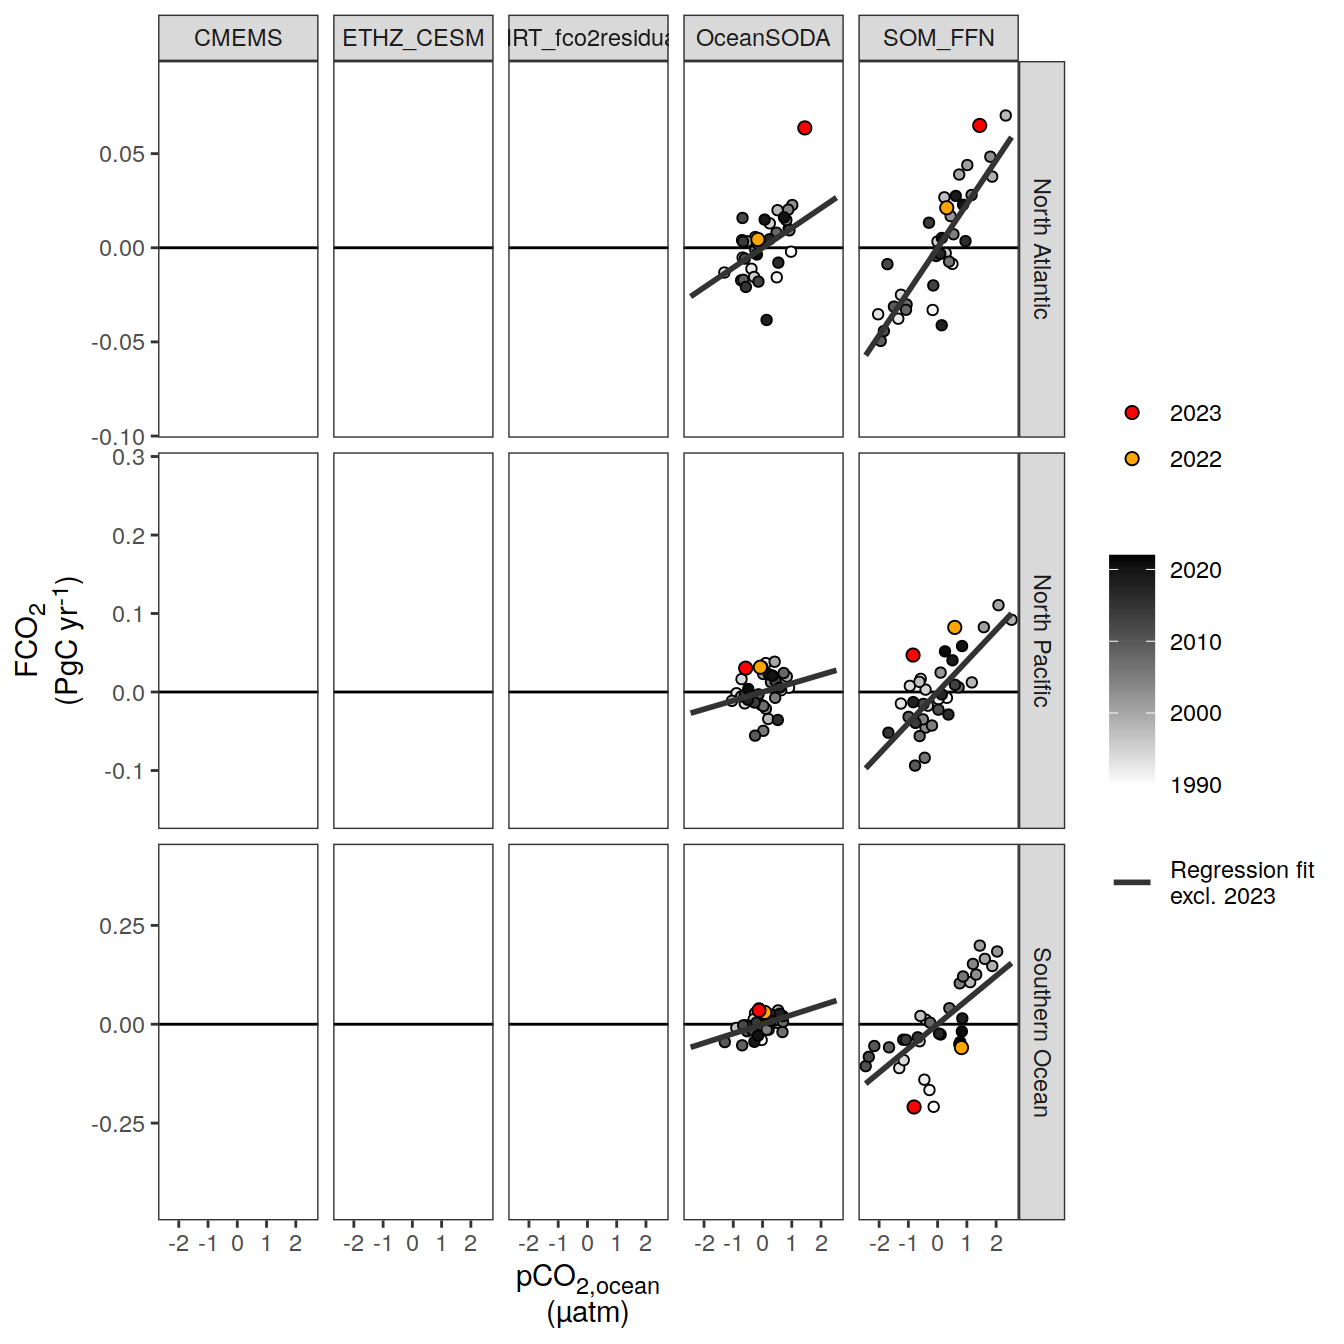 CMEMS ETHZ_CESM IRT_fco2residua OceanSODA SOM_FFN
0.05
0.00
-0.05
-0.10
North Atlantic
0.3
0.2
0.1
0.0
-0.1
North Pacific
0.25
0.00
-0.25
Southern Ocean
-2 -1 0 1 2 -2 -1 0 1 2 -2 -1 0 1 2 -2 -1 0 1 2 -2 -1 0 1 2
pCO2,ocean
(µatm)
FCO2
(PgC yr-1)
2023
2022
2020
2010
2000
1990
Regression fit
excl. 2023